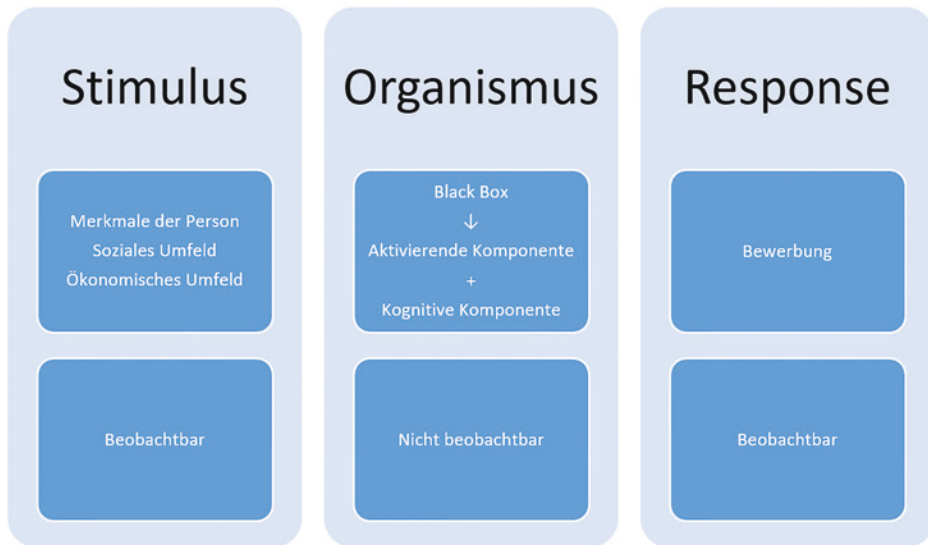 Stimulus
Merkmale der Person
Soziales Umfeld
Ökonomisches Umfeld
Beobachtbar
Organismus
Black Box
↓
Aktivierende Komponente
+
Kognitive Komponente
Nicht beobachtbar
Response
Bewerbung
Beobachtbar